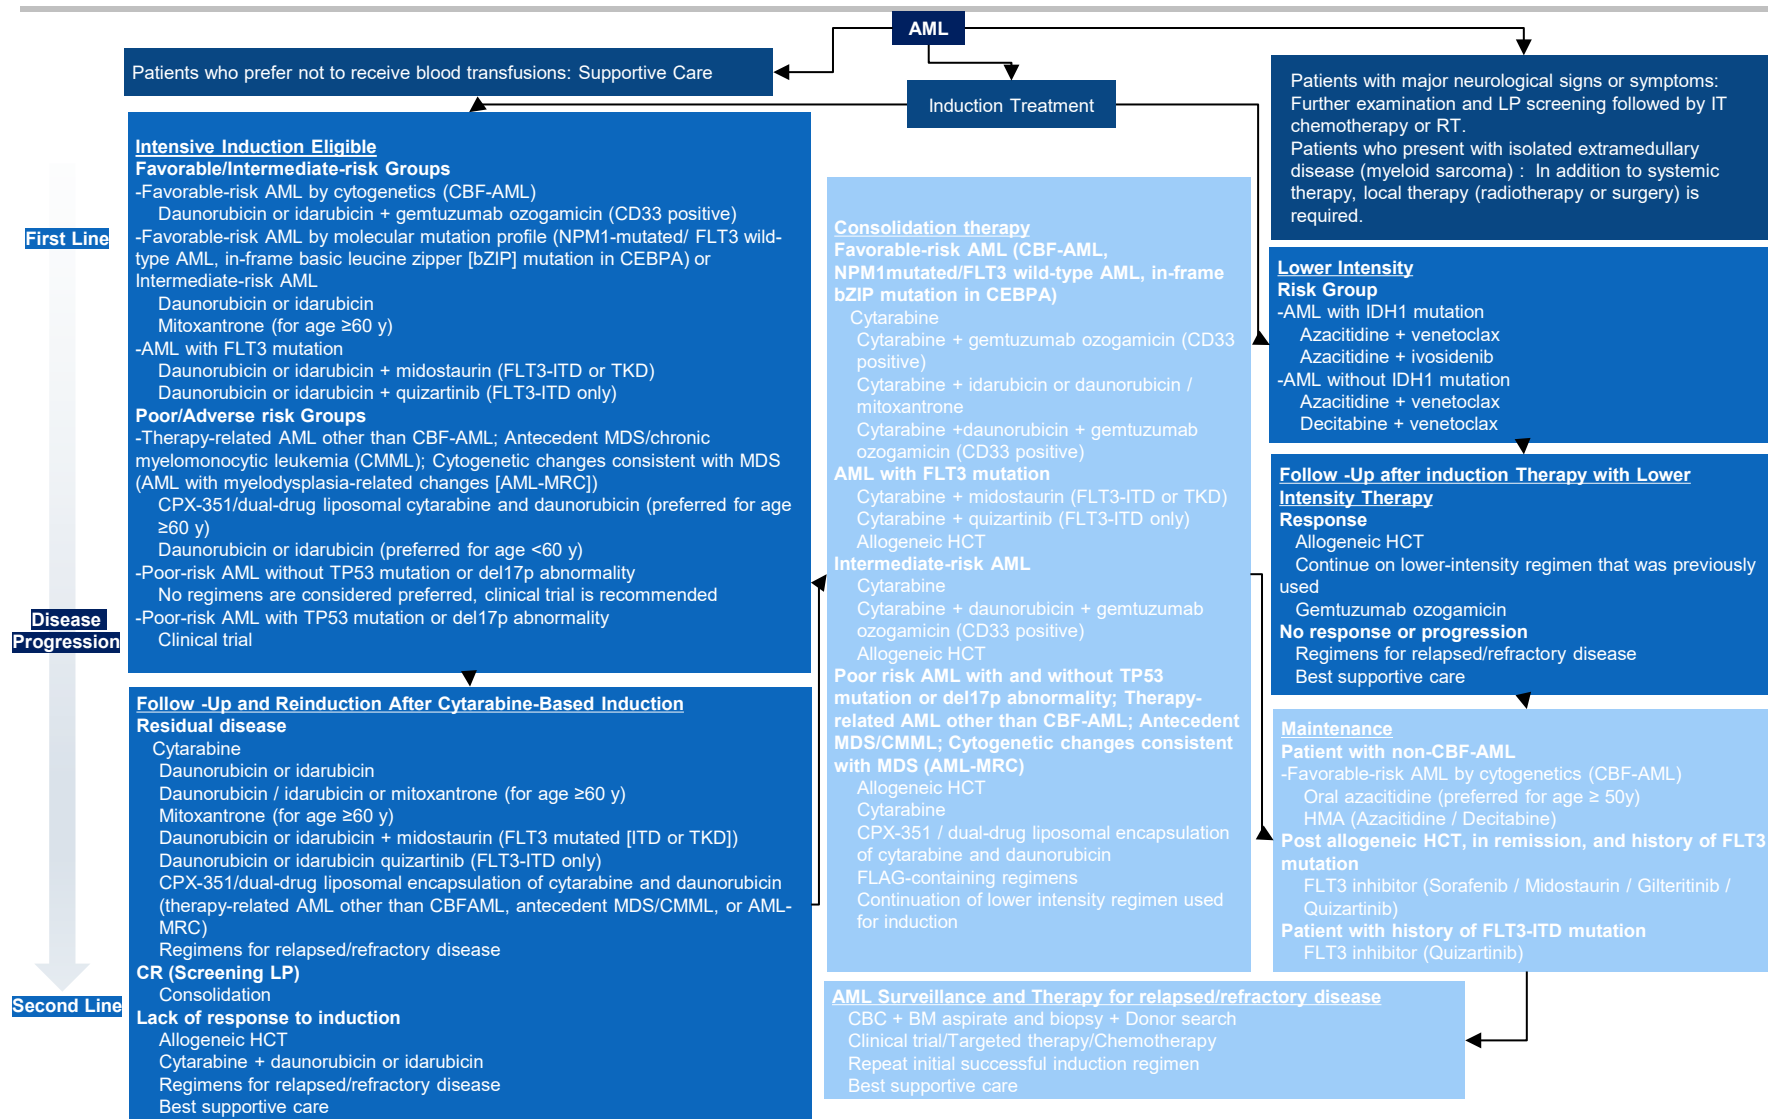 AML
Patients who prefer not to receive blood transfusions: Supportive Care
Induction Treatment
Patients with major neurological signs or symptoms:
Further examination and LP screening followed by IT
chemotherapy or RT.
Patients who present with isolated extramedullary
disease (myeloid sarcoma) : In addition to systemic
therapy, local therapy (radiotherapy or surgery) is
required.
First Line
Disease
Progression
Second Line
Intensive Induction Eligible
Favorable/Intermediate-risk Groups
-Favorable-risk AML by cytogenetics (CBF-AML)
Daunorubicin or idarubicin + gemtuzumab ozogamicin (CD33 positive)
-Favorable-risk AML by molecular mutation profile (NPM1-mutated/ FLT3 wild-
type AML, in-frame basic leucine zipper [bZIP] mutation in CEBPA) or
Intermediate-risk AML
Daunorubicin or idarubicin
Mitoxantrone (for age ≥60 y)
-AML with FLT3 mutation
Daunorubicin or idarubicin + midostaurin (FLT3-ITD or TKD)
Daunorubicin or idarubicin + quizartinib (FLT3-ITD only)
Poor/Adverse risk Groups
-Therapy-related AML other than CBF-AML; Antecedent MDS/chronic
myelomonocytic leukemia (CMML); Cytogenetic changes consistent with MDS
(AML with myelodysplasia-related changes [AML-MRC])
CPX-351/dual-drug liposomal cytarabine and daunorubicin (preferred for age
≥60 y)
Daunorubicin or idarubicin (preferred for age <60 y)
-Poor-risk AML without TP53 mutation or del17p abnormality
No regimens are considered preferred, clinical trial is recommended
-Poor-risk AML with TP53 mutation or del17p abnormality
Clinical trial
Follow -Up and Reinduction After Cytarabine-Based Induction
Residual disease
Cytarabine
Daunorubicin or idarubicin
Daunorubicin / idarubicin or mitoxantrone (for age ≥60 y)
Mitoxantrone (for age ≥60 y)
Daunorubicin or idarubicin + midostaurin (FLT3 mutated [ITD or TKD])
Daunorubicin or idarubicin quizartinib (FLT3-ITD only)
CPX-351/dual-drug liposomal encapsulation of cytarabine and daunorubicin
(therapy-related AML other than CBFAML, antecedent MDS/CMML, or AML-
MRC)
Regimens for relapsed/refractory disease
CR (Screening LP)
Consolidation
Lack of response to induction
Allogeneic HCT
Cytarabine + daunorubicin or idarubicin
Regimens for relapsed/refractory disease
Best supportive care
Consolidation therapy
Favorable-risk AML (CBF-AML,
NPM1mutated/FLT3 wild-type AML, in-frame
bZIP mutation in CEBPA)
Cytarabine
Cytarabine + gemtuzumab ozogamicin (CD33
positive)
Cytarabine + idarubicin or daunorubicin /
mitoxantrone
Cytarabine +daunorubicin + gemtuzumab
ozogamicin (CD33 positive)
AML with FLT3 mutation
Cytarabine + midostaurin (FLT3-ITD or TKD)
Cytarabine + quizartinib (FLT3-ITD only)
Allogeneic HCT
Intermediate-risk AML
Cytarabine
Cytarabine + daunorubicin + gemtuzumab
ozogamicin (CD33 positive)
Allogeneic HCT
Poor risk AML with and without TP53
mutation or del17p abnormality; Therapy-
related AML other than CBF-AML; Antecedent
MDS/CMML; Cytogenetic changes consistent
with MDS (AML-MRC)
Allogeneic HCT
Cytarabine
CPX-351 / dual-drug liposomal encapsulation
of cytarabine and daunorubicin
FLAG-containing regimens
Continuation of lower intensity regimen used
for induction
Lower Intensity
Risk Group
-AML with IDH1 mutation
Azacitidine + venetoclax
Azacitidine + ivosidenib
-AML without IDH1 mutation
Azacitidine + venetoclax
Decitabine + venetoclax
Follow -Up after induction Therapy with Lower
Intensity Therapy
Response
Allogeneic HCT
Continue on lower-intensity regimen that was previously
used
Gemtuzumab ozogamicin
No response or progression
Regimens for relapsed/refractory disease
Best supportive care
Maintenance
Patient with non-CBF-AML
-Favorable-risk AML by cytogenetics (CBF-AML)
Oral azacitidine (preferred for age ≥ 50y)
HMA (Azacitidine / Decitabine)
Post allogeneic HCT, in remission, and history of FLT3
mutation
FLT3 inhibitor (Sorafenib / Midostaurin / Gilteritinib /
Quizartinib)
Patient with history of FLT3-ITD mutation
FLT3 inhibitor (Quizartinib)
AML Surveillance and Therapy for relapsed/refractory disease
CBC + BM aspirate and biopsy + Donor search
Clinical trial/Targeted therapy/Chemotherapy
Repeat initial successful induction regimen
Best supportive care